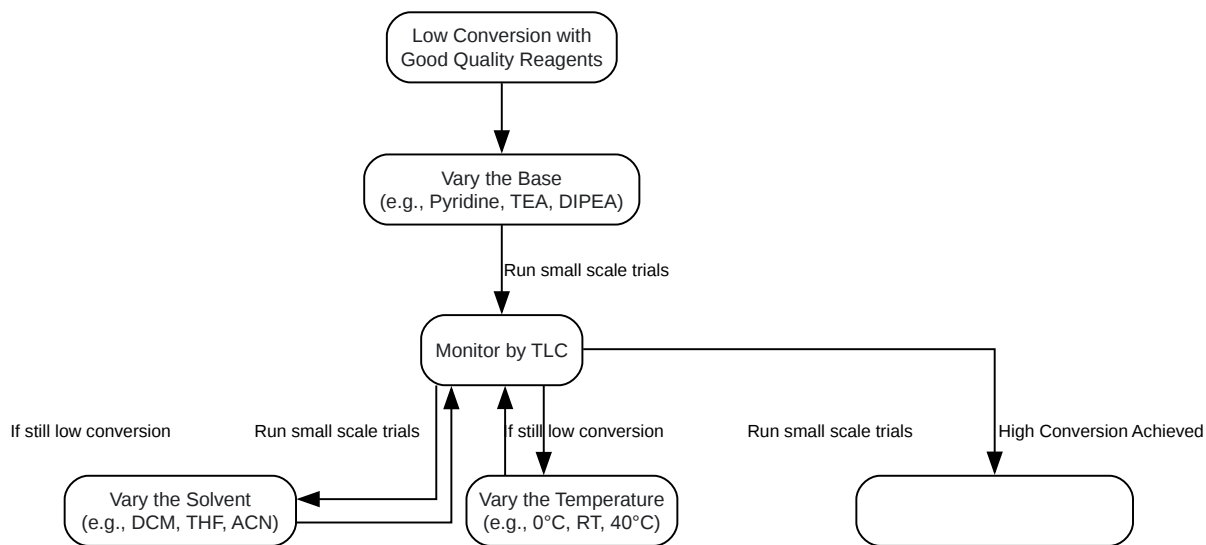 Low Conversion with
Good Quality Reagents
Vary the Base
(e.g., Pyridine, TEA, DIPEA)
Run small scale trials
Monitor by TLC
If still low conversion
Run small scale trials
If still low conversion
Run small scale trials
High Conversion Achieved
Vary the Solvent
(e.g., DCM, THF, ACN)
Vary the Temperature
(e.g., 0°C, RT, 40°C)